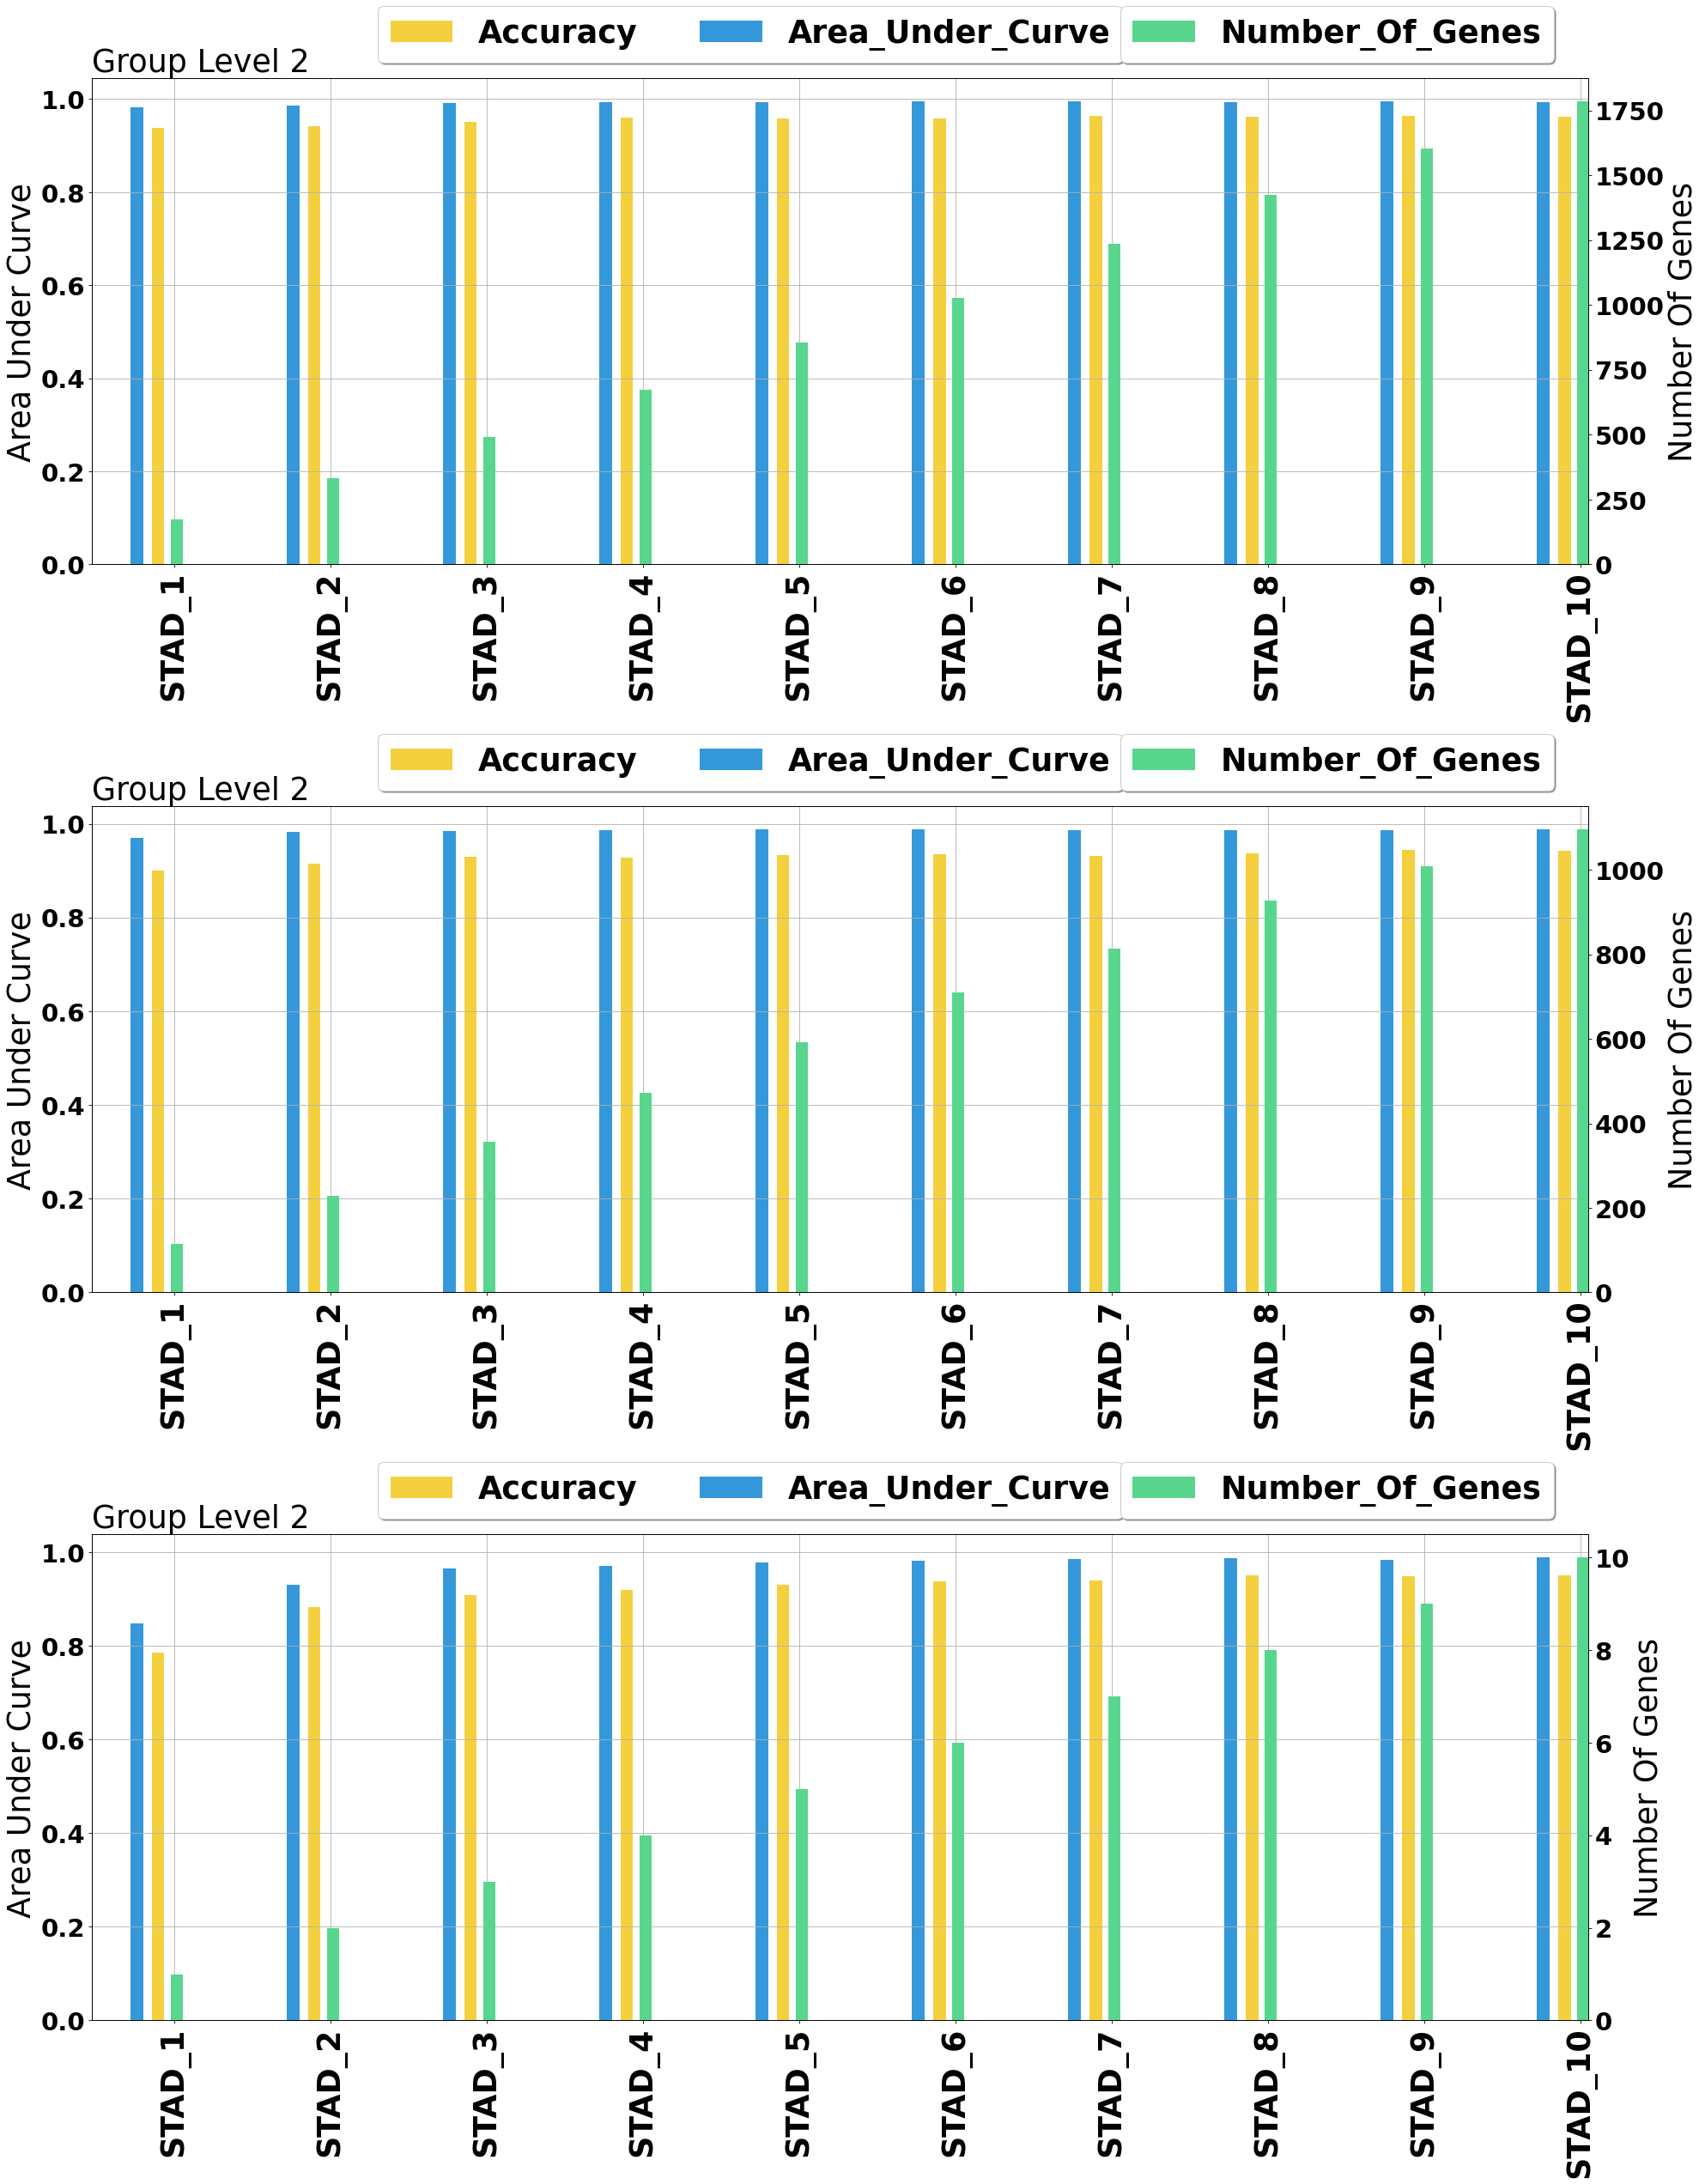 Accuracy Area_Under_Curve Number_Of_Genes
Group Level 2
Area Under Curve
1.0
0.8
0.6
0.4
0.2
0.0
1750
1500
1250
1000
750
500
250
0
Number Of Genes
STAD_1 STAD_2 STAD_3 STAD_4 STAD_5 STAD_6 STAD_7 STAD_8 STAD_9 STAD_10
Accuracy Area_Under_Curve Number_Of_Genes
Group Level 2
Area Under Curve
1.0
0.8
0.6
0.4
0.2
0.0
1000
800
600
400
200
0
Number Of Genes
STAD_1 STAD_2 STAD_3 STAD_4 STAD_5 STAD_6 STAD_7 STAD_8 STAD_9 STAD_10
Accuracy Area_Under_Curve Number_Of_Genes
Group Level 2
Area Under Curve
1.0
0.8
0.6
0.4
0.2
0.0
10
8
6
4
2
0
Number Of Genes
STAD_1 STAD_2 STAD_3 STAD_4 STAD_5 STAD_6 STAD_7 STAD_8 STAD_9 STAD_10